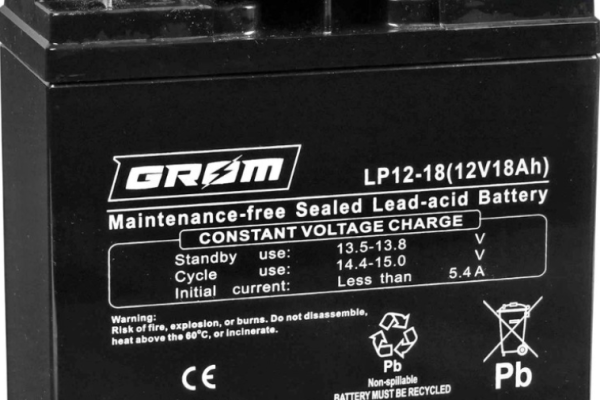 GROM
LP12-18(12V18Ah)
Maintenance-free Sealed Lead-acid Battery
CONSTANT VOLTAGE CHARGE
Standby use: 13.5-13.8 V
Cycle use: 14.4-15.0 V
Initial current: Less than 5.4A
Warning:
Risk of fire, explosion, or burns. Do not disassemble,
heat above the 60°C, or incinerate.
CE
Pb
Non-spillable
BATTERY MUST BE RECYCLED
Pb